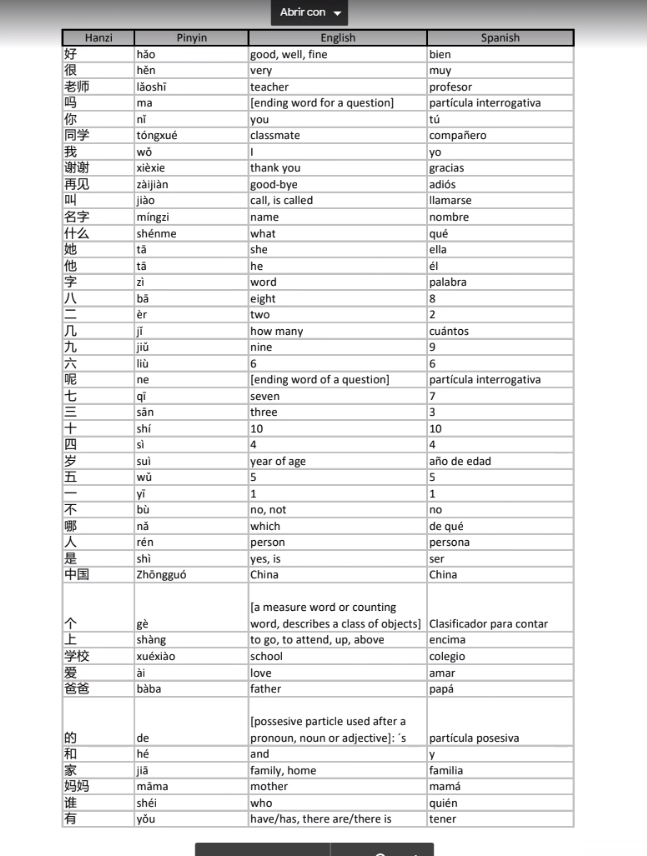 Abrir con
Hanzi Pinyin English Spanish
好 hǎo good, well, fine bien
很 hěn very muy
老师 lǎoshī teacher profesor
吗 ma [ending word for a question] partícula interrogativa
你 nǐ you tú
同学 tóngxué classmate compañero
我 wǒ I yo
谢谢 xièxie thank you gracias
再见 zàijiàn good-bye adiós
叫 jiào call, is called llamarse
名字 míngzi name nombre
什么 shénme what qué
她 tā she ella
他 tā he él
字 zì word palabra
八 bā eight 8
二 èr two 2
几 jǐ how many cuántos
九 jiǔ nine 9
六 liù 6 6
呢 ne [ending word of a question] partícula interrogativa
七 qī seven 7
三 sān three 3
十 shí 10 10
四 sì 4 4
岁 suì year of age año de edad
五 wǔ 5 5
一 yī 1 1
不 bù no, not no
哪 nǎ which de qué
人 rén person persona
是 shì yes, is ser
中国 Zhōngguó China China
[a measure word or counting
个 gè word, describes a class of objects] Clasificador para contar
上 shàng to go, to attend, up, above encima
学校 xuéxiào school colegio
爱 ài love amar
爸爸 bàba father papá
[possesive particle used after a
的 de pronoun, noun or adjective]: ´s partícula posesiva
和 hé and y
家 jiā family, home familia
妈妈 māma mother mamá
谁 shéi who quién
有 yǒu have/has, there are/there is tener